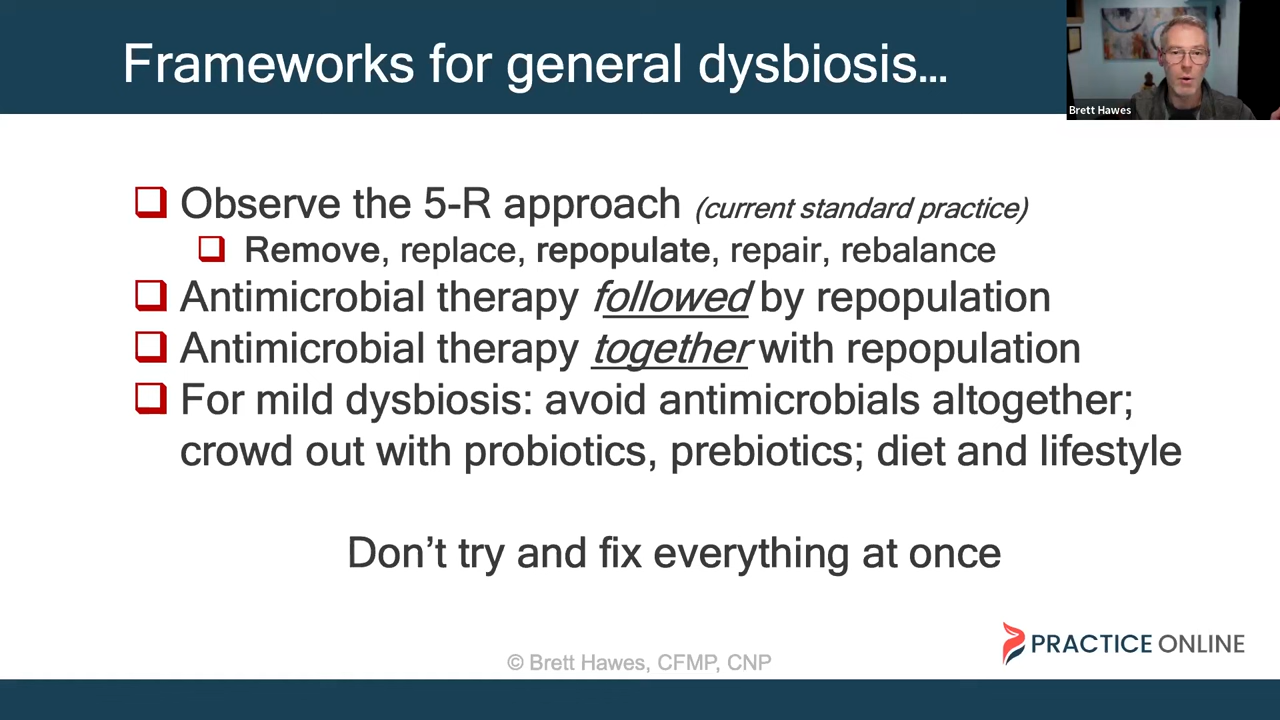 Frameworks for general dysbiosis…
Brett Hawes
Observe the 5-R approach (current standard practice)
Remove, replace, repopulate, repair, rebalance
Antimicrobial therapy followed by repopulation
Antimicrobial therapy together with repopulation
For mild dysbiosis: avoid antimicrobials altogether;
crowd out with probiotics, prebiotics; diet and lifestyle
Don’t try and fix everything at once
PRACTICE ONLINE
© Brett Hawes, CFMP, CNP